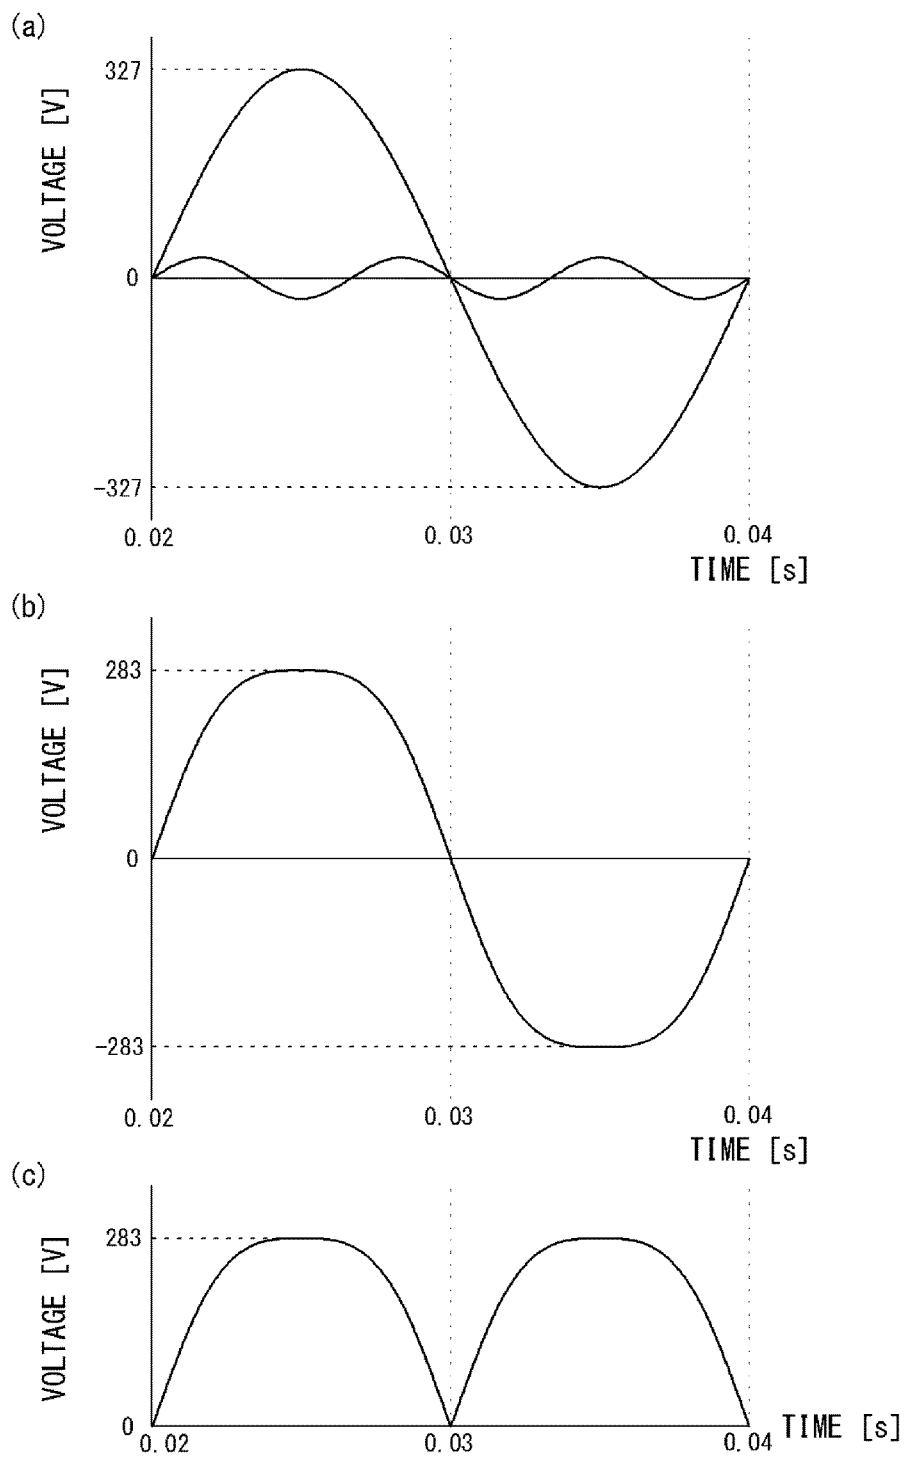 (a)
327
VOLTAGE [V]
0
-327
0.02
0.03
0.04
TIME [s]
(b)
283
VOLTAGE [V]
0
-283
0.02
0.03
0.04
TIME [s]
(c)
283
VOLTAGE [V]
0
0.02
0.03
0.04
TIME [s]